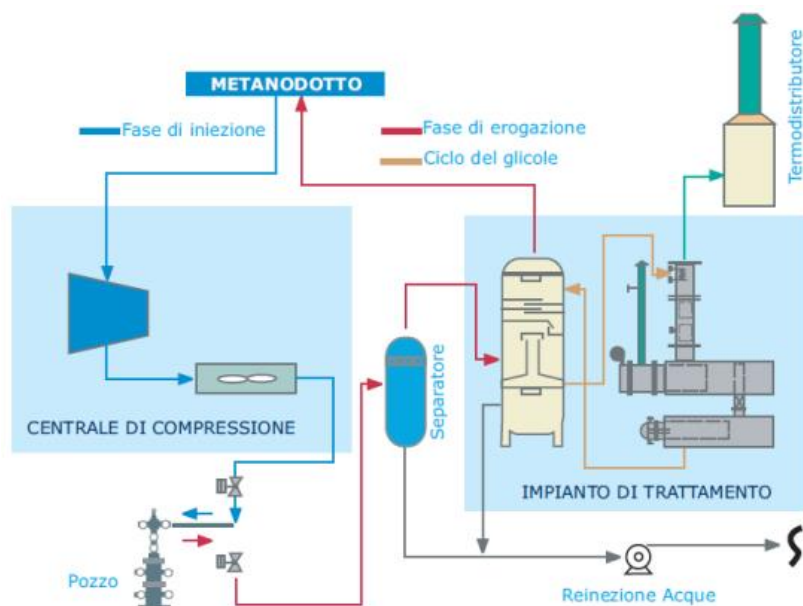 METANODOTTO
Fase di iniezione
Fase di erogazione
Ciclo del glicole
Termodistributore
CENTRALE DI COMPRESSIONE
Separatore
IMPIANTO DI TRATTAMENTO
Pozzo
Reinezione Acque